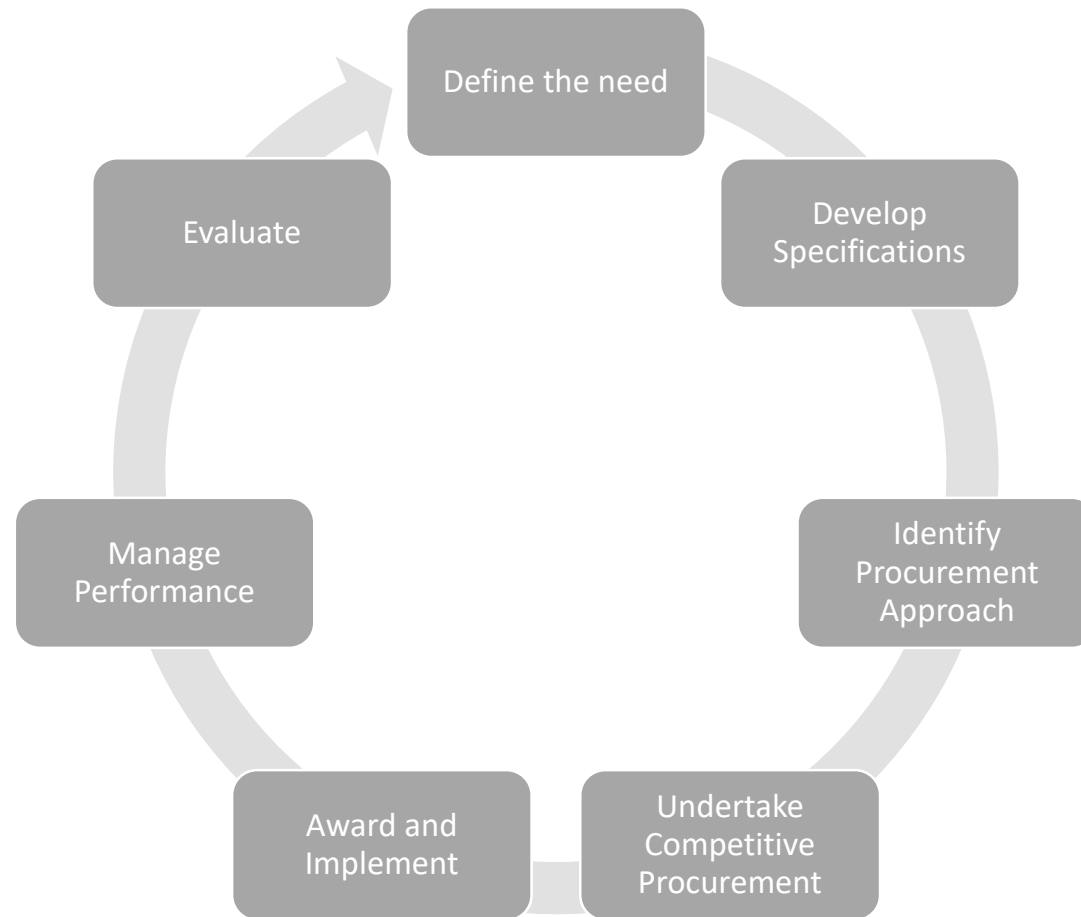 Define the need
Develop
Specifications
Identify
Procurement
Approach
Undertake
Competitive
Procurement
Award and
Implement
Manage
Performance
Evaluate